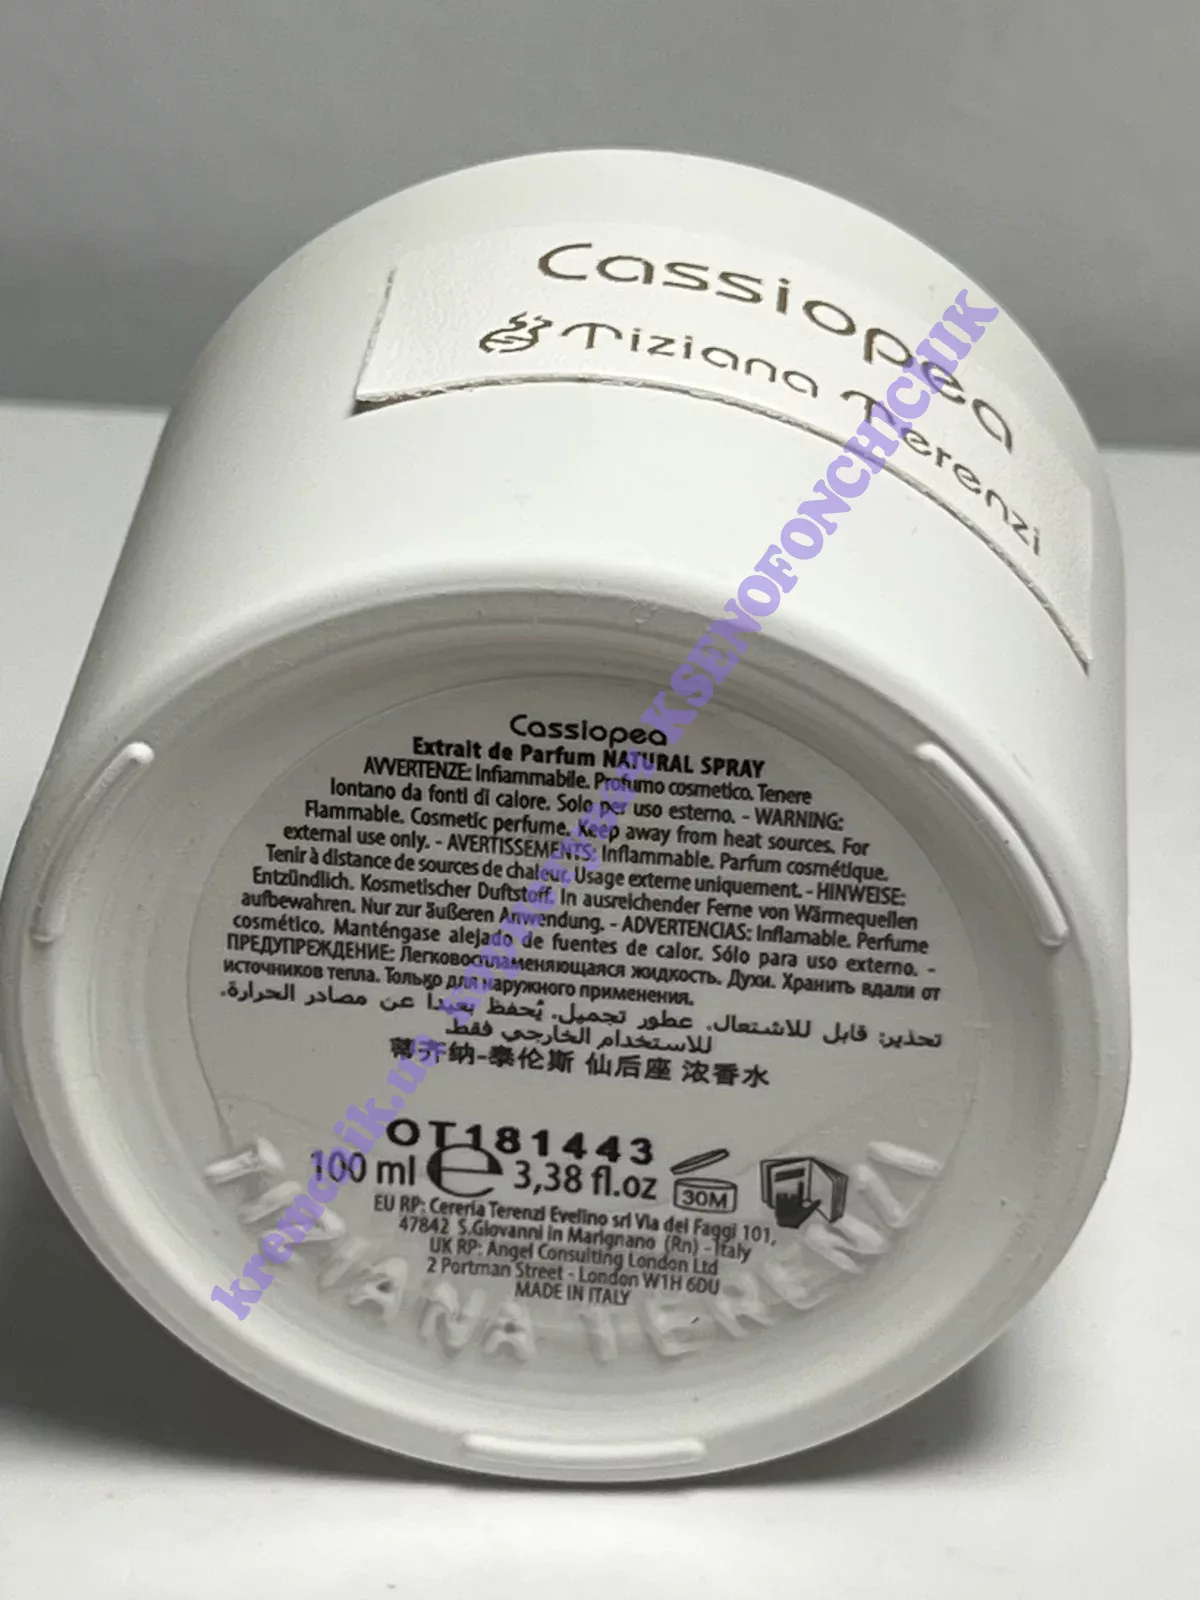 Cassiopea
Tiziana Terenzi
Cassiopea
Extrait de Parfum NATURAL SPRAY
AVVERTENZE: Infiammabile. Profumo cosmetico. Tenere
lontano da fonti di calore. Solo per uso esterno. - WARNING:
Flammable. Cosmetic perfume. Keep away from heat sources. For
external use only. - AVERTISSEMENTS: Inflammable. Parfum cosmétique.
Tenir à distance de sources de chaleur. Usage externe uniquement. - HINWEISE:
Entzündlich. Kosmetischer Duftstoff. In ausreichender Ferne von Wärmequellen
aufbewahren. Nur zur äußeren Anwendung. - ADVERTENCIAS: Inflamable. Perfume
cosmético. Manténgase alejado de fuentes de calor. Sólo para uso externo. -
ПРЕДУПРЕЖДЕНИЕ: Легковоспламеняющаяся жидкость. Духи. Хранить вдали от
источников тепла. Только для наружного применения.
تحذير: قابل للاشتعال. عطور تجميل. يُحفظ بعيدا عن مصادر الحرارة.
للاستخدام الخارجي فقط
蒂齐纳-泰伦斯 仙后座 浓香水
OT181443
100 ml e 3,38 fl.oz 30M
EU RP: Cereria Terenzi Evelino srl Via del Faggi 101,
47842 S.Giovanni in Marignano (Rn) - Italy
UK RP: Angel Consulting London Ltd
2 Portman Street - London W1H 6DU
MADE IN ITALY
TIZIANA TERENZI
kremchik.ua KSENOFONCHICHIK